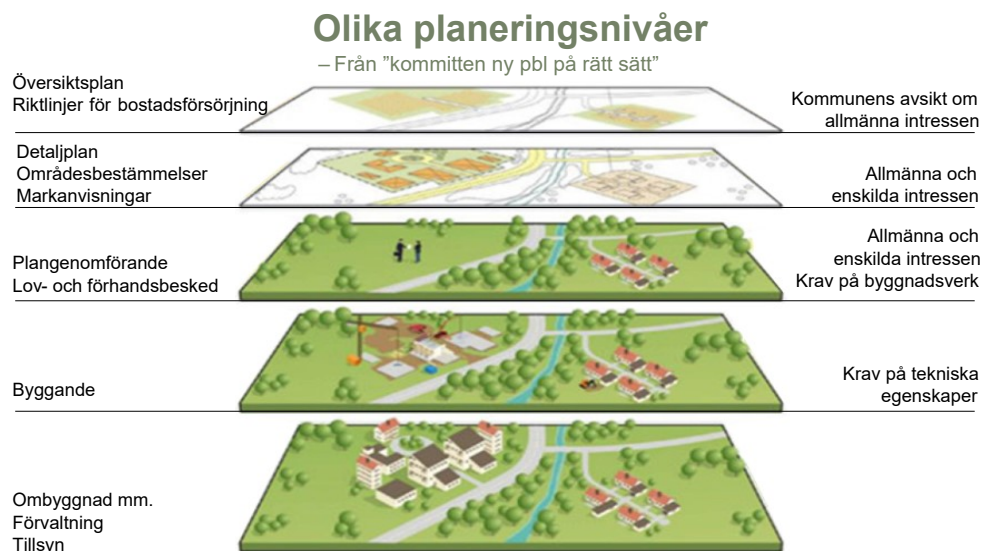 Olika planeringsnivåer
– Från ”kommitten ny pbl på rätt sätt”
Översiktsplan
Riktlinjer för bostadsförsörjning
Kommunens avsikt om
allmänna intressen
Detaljplan
Områdesbestämmelser
Markanvisningar
Allmänna och
enskilda intressen
Plangenomförande
Lov- och förhandsbesked
Allmänna och
enskilda intressen
Krav på byggnadsverk
Byggande
Krav på tekniska
egenskaper
Ombyggnad mm.
Förvaltning
Tillsyn